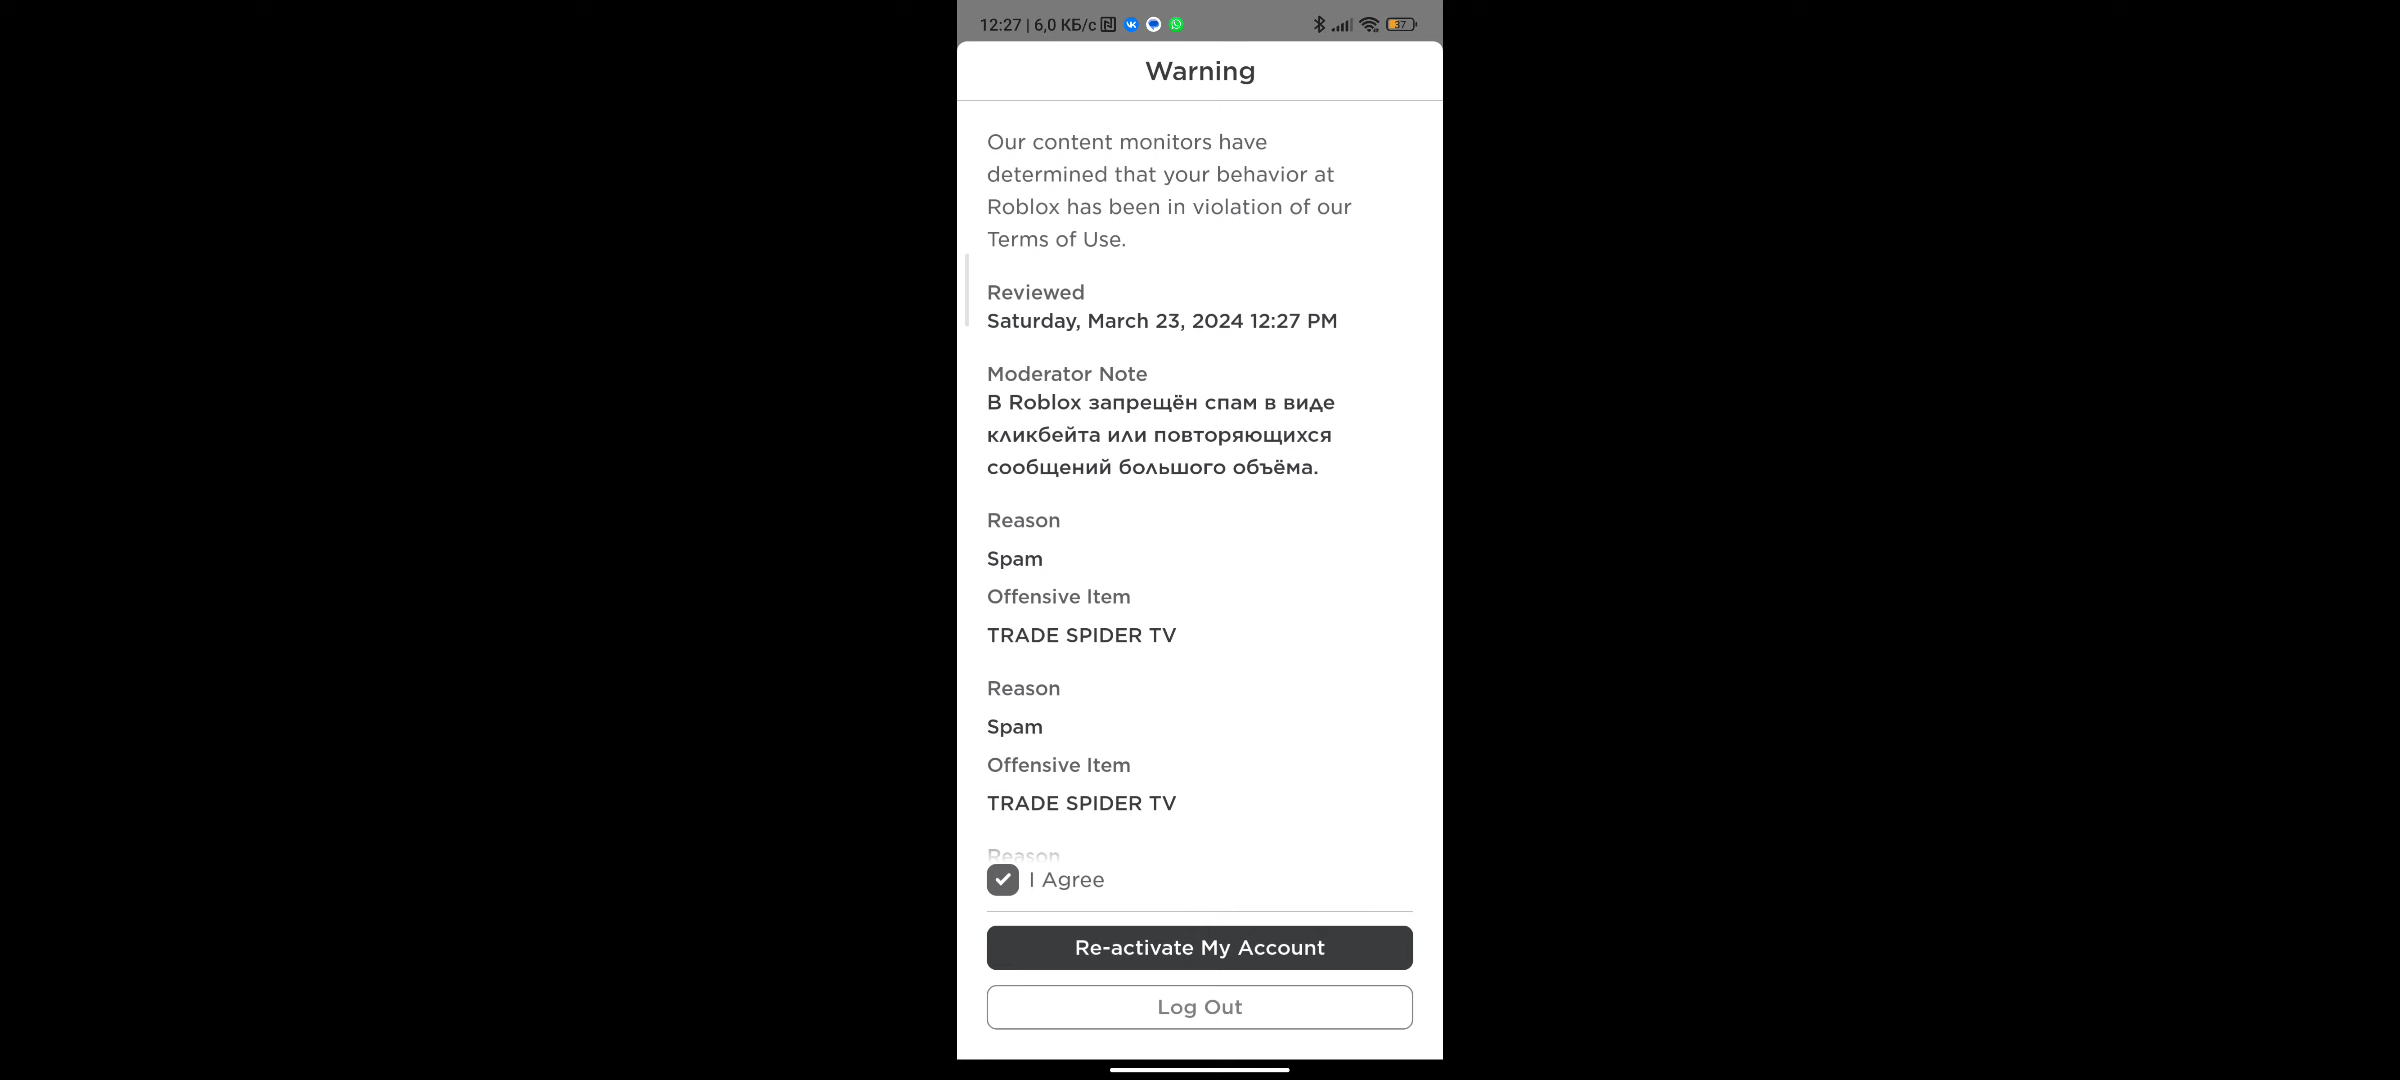 12:27 | 6,0 КБ/с
37
Warning
Our content monitors have
determined that your behavior at
Roblox has been in violation of our
Terms of Use.
Reviewed
Saturday, March 23, 2024 12:27 PM
Moderator Note
В Roblox запрещён спам в виде
кликбейта или повторяющихся
сообщений большого объёма.
Reason
Spam
Offensive Item
TRADE SPIDER TV
Reason
Spam
Offensive Item
TRADE SPIDER TV
Reason
I Agree
Re-activate My Account
Log Out